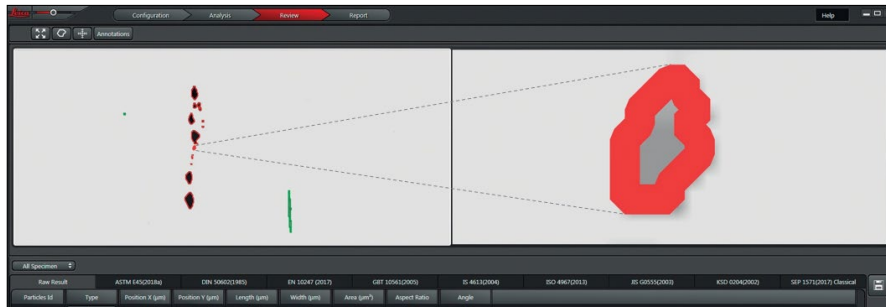 Leica
Configuration Analysis Review Report Help
Annotations
All Specimen
Raw Result ASTM E45(2018a) DIN 50602(1985) EN 10247 (2017) GBT 10561(2005) IS 4613(2004) ISO 4967(2013) JIS G0555(2003) KSD 0204(2002) SEP 1571(2017) Classical
Particles Id Type Position X (µm) Position Y (µm) Length (µm) Width (µm) Area (µm²) Aspect Ratio Angle